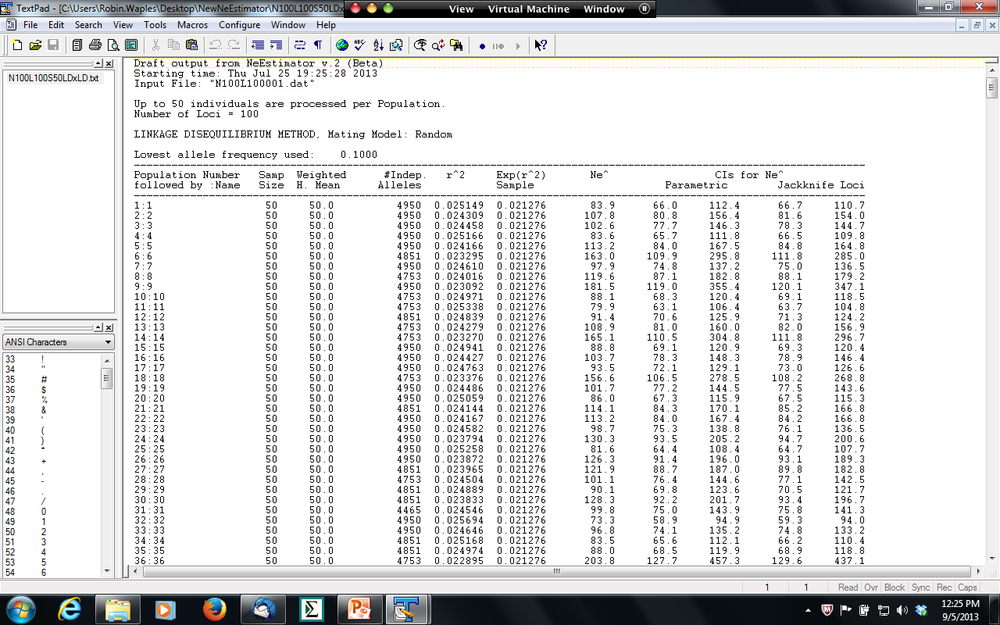 TextPad - [C:\Users\Robin.Waples\Desktop\NewNeEstimator\N100L100S50LDx
View Virtual Machine Window
File Edit Search View Tools Macros Configure Window Help
N100L100S50LDxLD.txt
Draft output from NeEstimator v.2 (Beta)
Starting time: Thu Jul 25 19:25:28 2013
Input File: "N100L100001.dat"
Up to 50 individuals are processed per Population.
Number of Loci = 100
LINKAGE DISEQUILIBRIUM METHOD, Mating Model: Random
Lowest allele frequency used: 0.1000
Population Number Samp Weighted #Indep. r^2 Exp(r^2) Ne^ CIs for Ne^
followed by :Name Size H. Mean Alleles Sample Parametric Jackknife Loci
1:1 50 50.0 4950 0.025149 0.021276 83.9 66.0 112.4 66.7 110.7
2:2 50 50.0 4950 0.024309 0.021276 107.8 80.8 156.4 81.6 154.0
3:3 50 50.0 4950 0.024458 0.021276 102.6 77.7 146.3 78.3 144.7
4:4 50 50.0 4950 0.025166 0.021276 83.6 65.7 111.8 66.5 109.8
5:5 50 50.0 4950 0.024166 0.021276 113.2 84.0 167.5 84.8 164.8
6:6 50 50.0 4851 0.023295 0.021276 163.0 109.9 295.8 111.8 285.0
7:7 50 50.0 4950 0.024610 0.021276 97.9 74.8 137.2 75.0 136.5
8:8 50 50.0 4753 0.024016 0.021276 119.6 87.1 182.8 88.1 179.2
9:9 50 50.0 4950 0.023092 0.021276 181.5 119.0 355.4 120.1 347.1
10:10 50 50.0 4753 0.024971 0.021276 88.1 68.3 120.4 69.1 118.5
11:11 50 50.0 4753 0.025338 0.021276 79.9 63.1 106.4 63.7 104.8
12:12 50 50.0 4851 0.024839 0.021276 91.4 70.6 125.9 71.3 124.2
13:13 50 50.0 4753 0.024279 0.021276 108.9 81.0 160.0 82.0 156.9
14:14 50 50.0 4753 0.023270 0.021276 165.1 110.5 304.8 111.8 296.7
15:15 50 50.0 4950 0.024941 0.021276 88.8 69.1 120.9 69.3 120.4
16:16 50 50.0 4950 0.024427 0.021276 103.7 78.3 148.3 78.9 146.4
17:17 50 50.0 4950 0.024763 0.021276 93.5 72.1 129.1 73.0 126.6
18:18 50 50.0 4753 0.023376 0.021276 156.6 106.5 278.5 108.2 268.8
19:19 50 50.0 4950 0.024486 0.021276 101.7 77.2 144.5 77.5 143.6
20:20 50 50.0 4950 0.025059 0.021276 86.0 67.3 115.9 67.5 115.3
21:21 50 50.0 4851 0.024144 0.021276 114.1 84.3 170.1 85.2 166.8
22:22 50 50.0 4950 0.024167 0.021276 113.2 84.0 167.4 84.2 166.8
23:23 50 50.0 4950 0.024582 0.021276 98.7 75.3 138.8 76.1 136.5
24:24 50 50.0 4950 0.023794 0.021276 130.3 93.5 205.2 94.7 200.6
25:25 50 50.0 4950 0.025258 0.021276 81.6 64.4 108.4 64.7 107.7
26:26 50 50.0 4950 0.023872 0.021276 126.3 91.4 196.0 93.1 189.3
27:27 50 50.0 4851 0.023965 0.021276 121.9 88.7 187.0 89.8 182.8
28:28 50 50.0 4753 0.024504 0.021276 101.1 76.4 144.6 77.1 142.5
29:29 50 50.0 4851 0.024889 0.021276 90.1 69.8 123.6 70.5 121.7
30:30 50 50.0 4851 0.023833 0.021276 128.3 92.2 201.7 93.4 196.7
31:31 50 50.0 4465 0.024546 0.021276 99.8 75.0 143.9 75.8 141.3
32:32 50 50.0 4950 0.025694 0.021276 73.3 58.9 94.9 59.3 94.0
33:33 50 50.0 4950 0.024646 0.021276 96.8 74.1 135.2 74.8 133.2
34:34 50 50.0 4851 0.025168 0.021276 83.5 65.6 112.1 66.2 110.4
35:35 50 50.0 4851 0.024974 0.021276 88.0 68.5 119.9 68.9 118.8
36:36 50 50.0 4753 0.022895 0.021276 203.8 127.7 457.3 129.6 437.1
ANSI Characters
33 !
34 "
35 #
36 $
37 %
38 &
39 '
40 (
41 )
42 *
43 +
44 ,
45 -
46 .
47 /
48 0
49 1
50 2
51 3
52 4
53 5
54 6
1 1 Read Ovr Block Sync Rec Caps
12:25 PM
9/5/2013